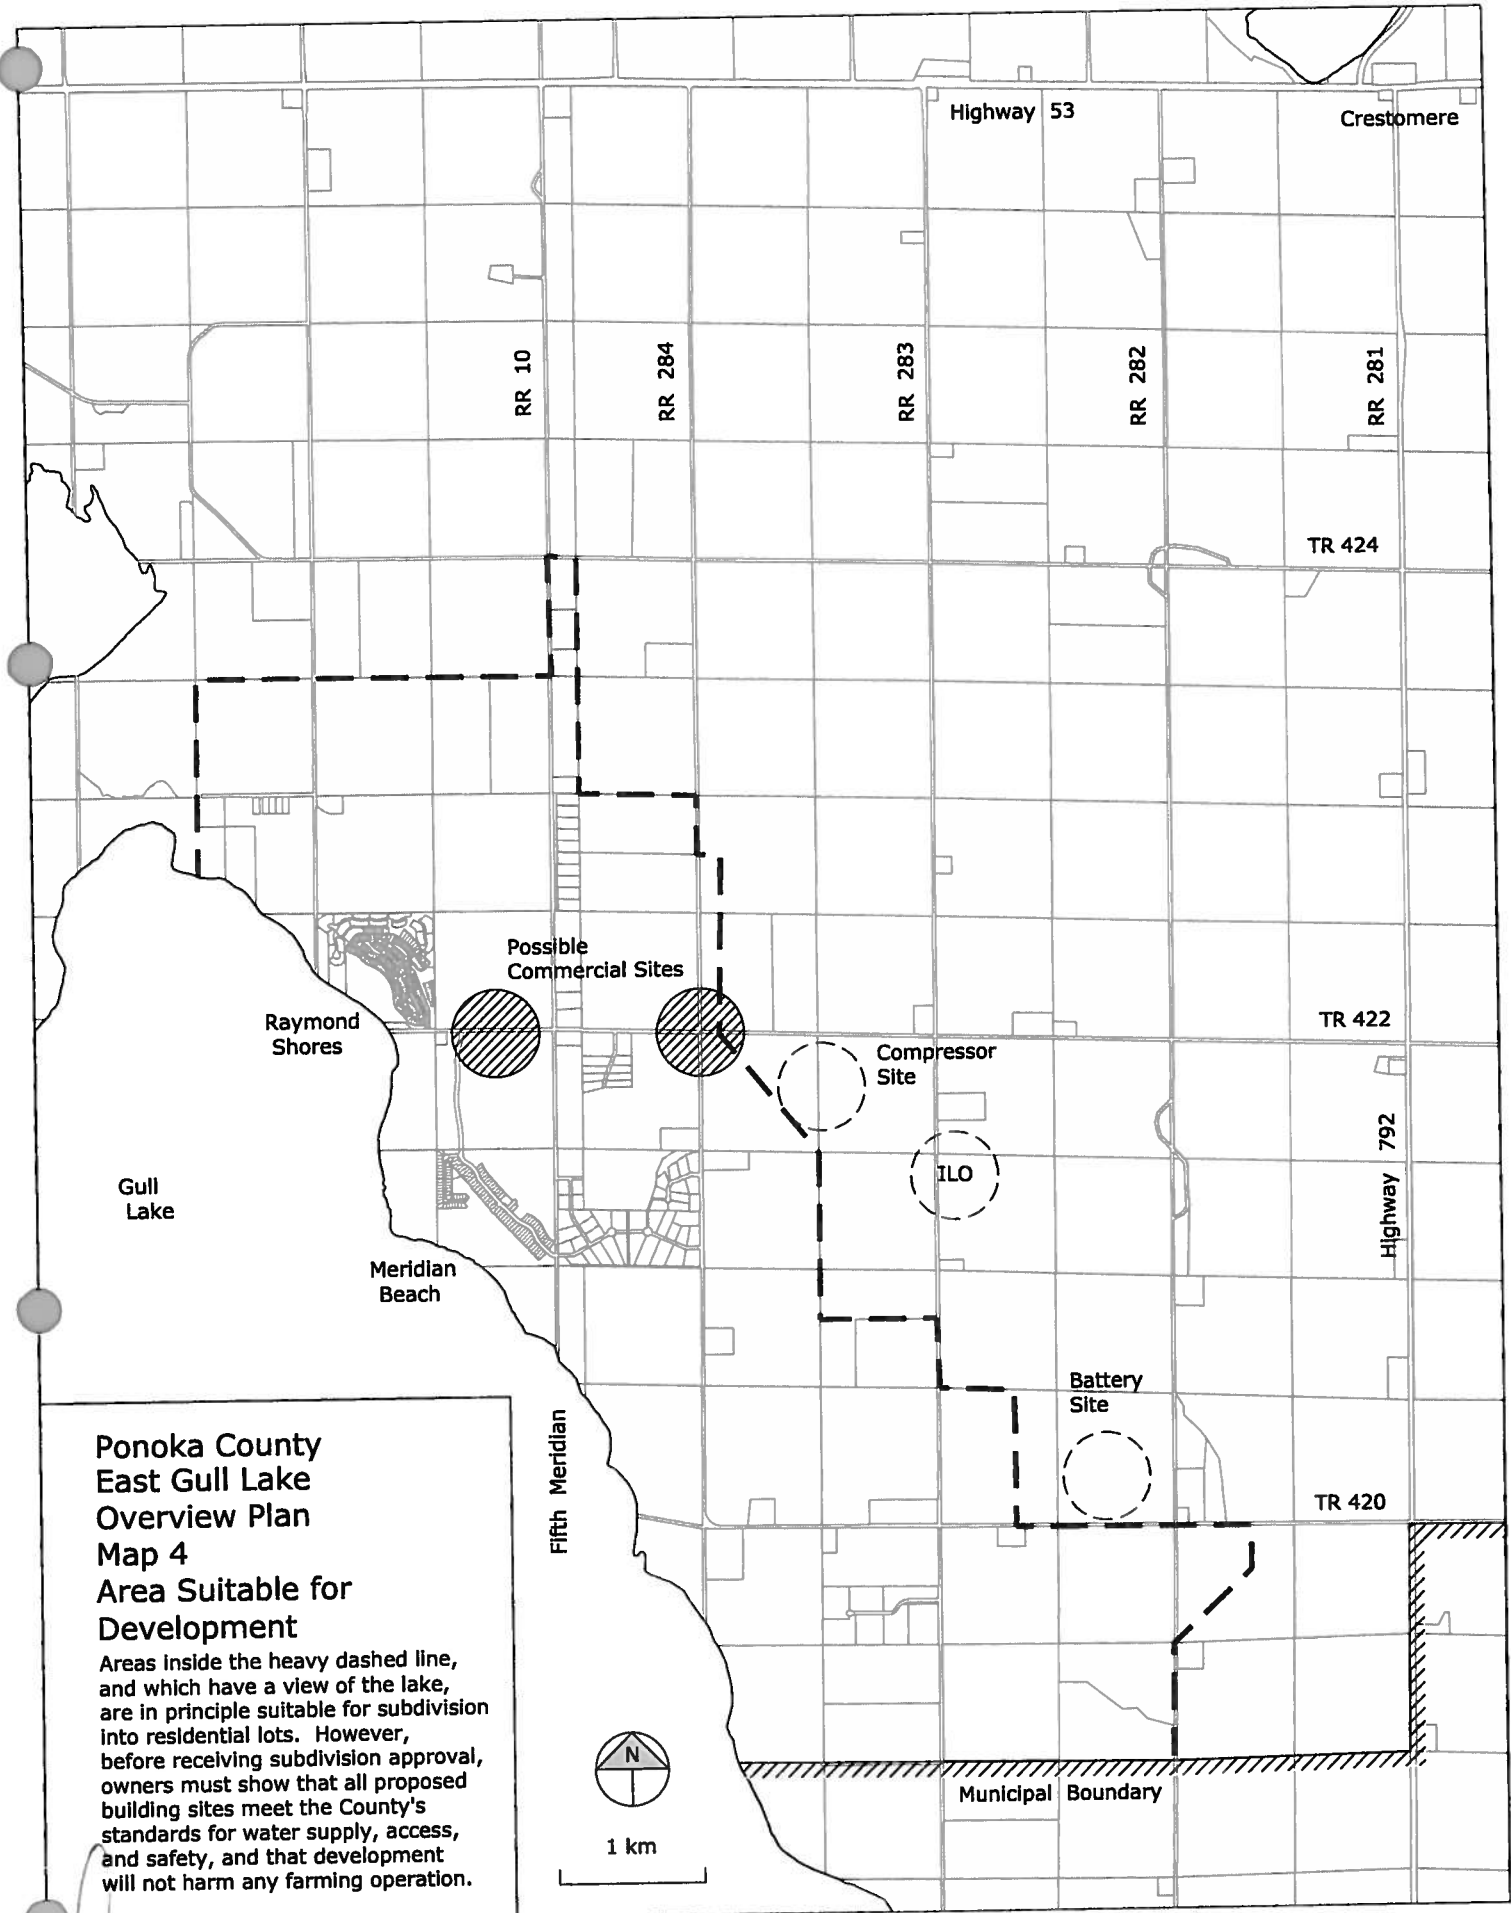 Highway 53
Crestomere
RR 10
RR 284
RR 283
RR 282
RR 281
TR 424
Possible
Commercial Sites
Raymond
Shores
TR 422
Compressor
Site
ILO
Highway 792
Gull
Lake
Meridian
Beach
Battery
Site
Fifth Meridian
TR 420
Ponoka County
East Gull Lake
Overview Plan
Map 4
Area Suitable for
Development
Areas inside the heavy dashed line,
and which have a view of the lake,
are in principle suitable for subdivision
into residential lots. However,
before receiving subdivision approval,
owners must show that all proposed
building sites meet the County's
standards for water supply, access,
and safety, and that development
will not harm any farming operation.
N
1 km
Municipal Boundary